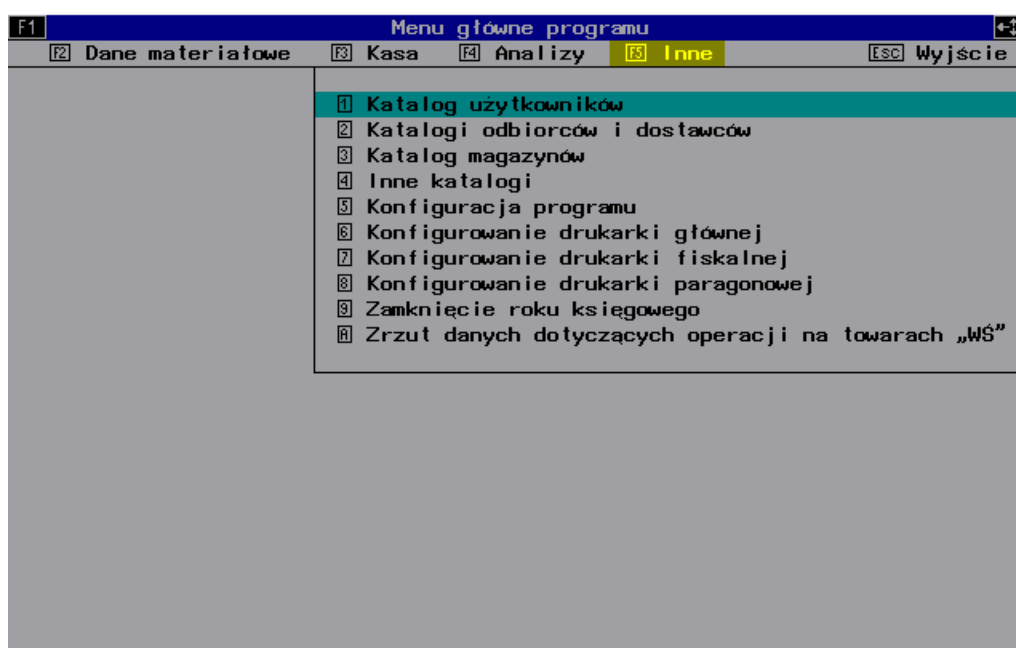 F1 Menu główne programu
F2 Dane materiałowe F3 Kasa F4 Analizy F5 Inne ESC Wyjście
1 Katalog użytkowników
2 Katalogi odbiorców i dostawców
3 Katalog magazynów
4 Inne katalogi
5 Konfiguracja programu
6 Konfigurowanie drukarki głównej
7 Konfigurowanie drukarki fiskalnej
8 Konfigurowanie drukarki paragonowej
9 Zamknięcie roku księgowego
A Zrzut danych dotyczących operacji na towarach „WŚ”